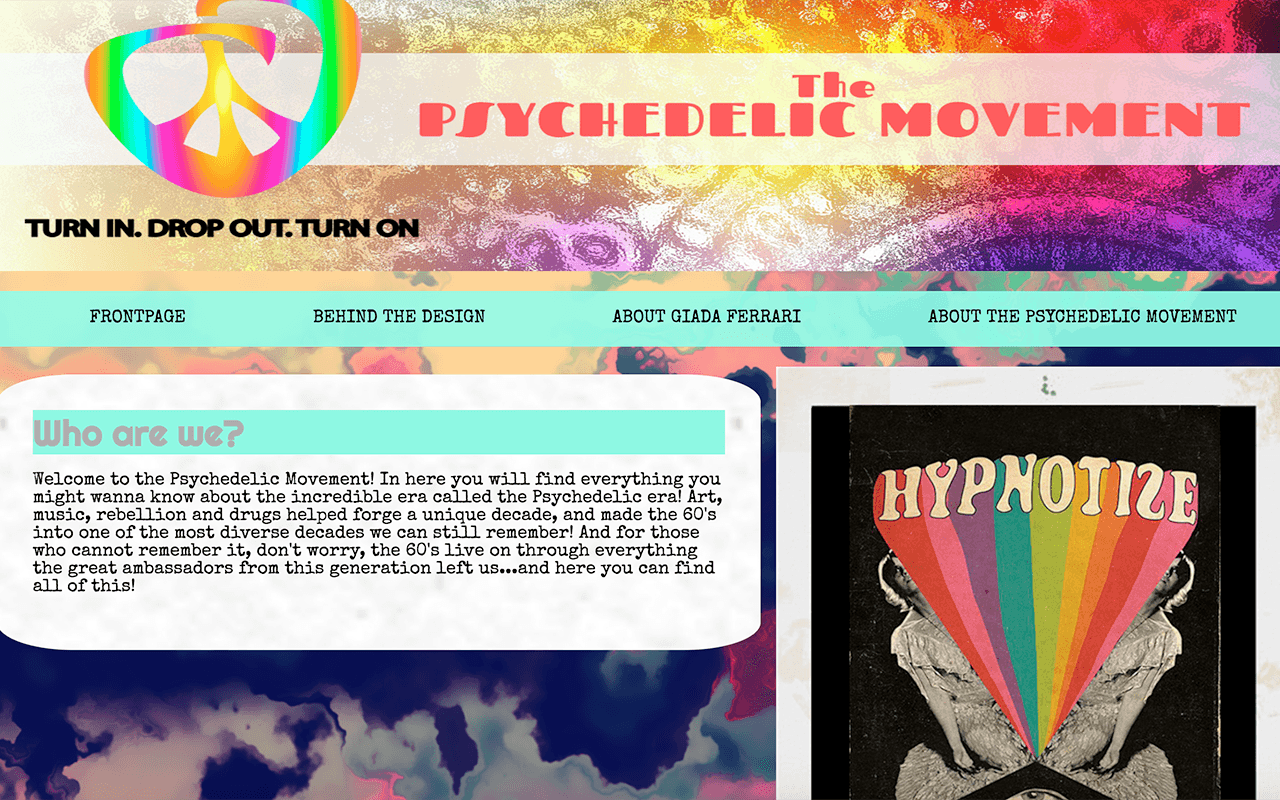 The
PSYCHEDELIC MOVEMENT
TURN IN. DROP OUT. TURN ON
FRONTPAGE
BEHIND THE DESIGN
ABOUT GIADA FERRARI
ABOUT THE PSYCHEDELIC MOVEMENT
Who are we?
Welcome to the Psychedelic Movement! In here you will find everything you
might wanna know about the incredible era called the Psychedelic era! Art,
music, rebellion and drugs helped forge a unique decade, and made the 60's
into one of the most diverse decades we can still remember! And for those
who cannot remember it, don't worry, the 60's live on through everything
the great ambassadors from this generation left us...and here you can find
all of this!
HYPNOTIZE